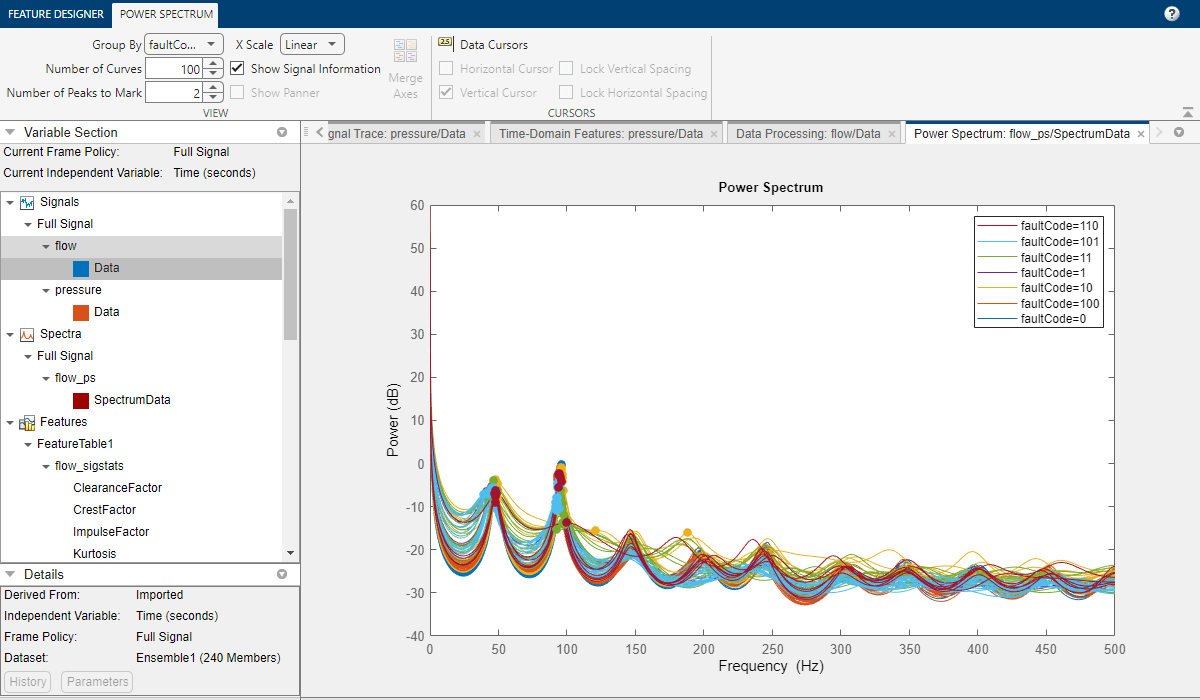 FEATURE DESIGNER
POWER SPECTRUM
?
Group By faultCo... X Scale Linear
Number of Curves 100 Show Signal Information
Number of Peaks to Mark 2 Show Panner
Merge
Axes
VIEW
2.5 Data Cursors
Horizontal Cursor Lock Vertical Spacing
Vertical Cursor Lock Horizontal Spacing
CURSORS
Variable Section
Current Frame Policy: Full Signal
Current Independent Variable: Time (seconds)
Signals
Full Signal
flow
Data
pressure
Data
Spectra
Full Signal
flow_ps
SpectrumData
Features
FeatureTable1
flow_sigstats
ClearanceFactor
CrestFactor
ImpulseFactor
Kurtosis
Details
Derived From: Imported
Independent Variable: Time (seconds)
Frame Policy: Full Signal
Dataset: Ensemble1 (240 Members)
History Parameters
gnal Trace: pressure/Data
Time-Domain Features: pressure/Data
Data Processing: flow/Data
Power Spectrum: flow_ps/SpectrumData
Power Spectrum
60
50
40
30
20
10
0
-10
-20
-30
-40
Power (dB)
faultCode=110
faultCode=101
faultCode=11
faultCode=1
faultCode=10
faultCode=100
faultCode=0
0 50 100 150 200 250 300 350 400 450 500
Frequency (Hz)